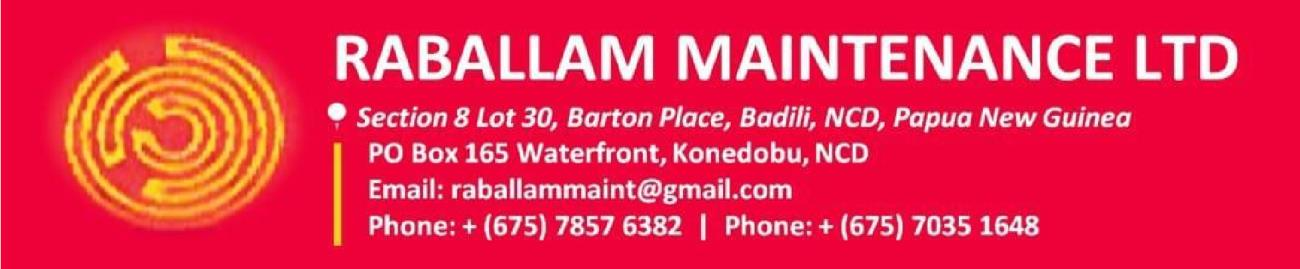 RABALLAM MAINTENANCE LTD
Section 8 Lot 30, Barton Place, Badili, NCD, Papua New Guinea
PO Box 165 Waterfront, Konedobu, NCD
Email: raballammaint@gmail.com
Phone: + (675) 7857 6382 | Phone: + (675) 7035 1648